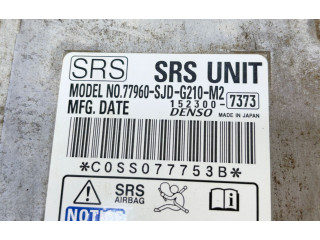 SRS SRS UNIT
MODEL NO.77960-SJD-G210-M2
MFG. DATE 152300-7373
DENSO MADE IN JAPAN
*C0SS077753B*
SRS
AIRBAG
NOTICE